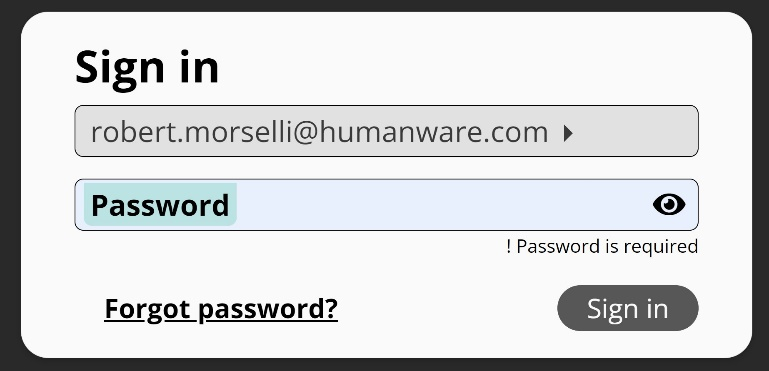 Sign in
robert.morselli@humanware.com
Password
! Password is required
Forgot password?
Sign in